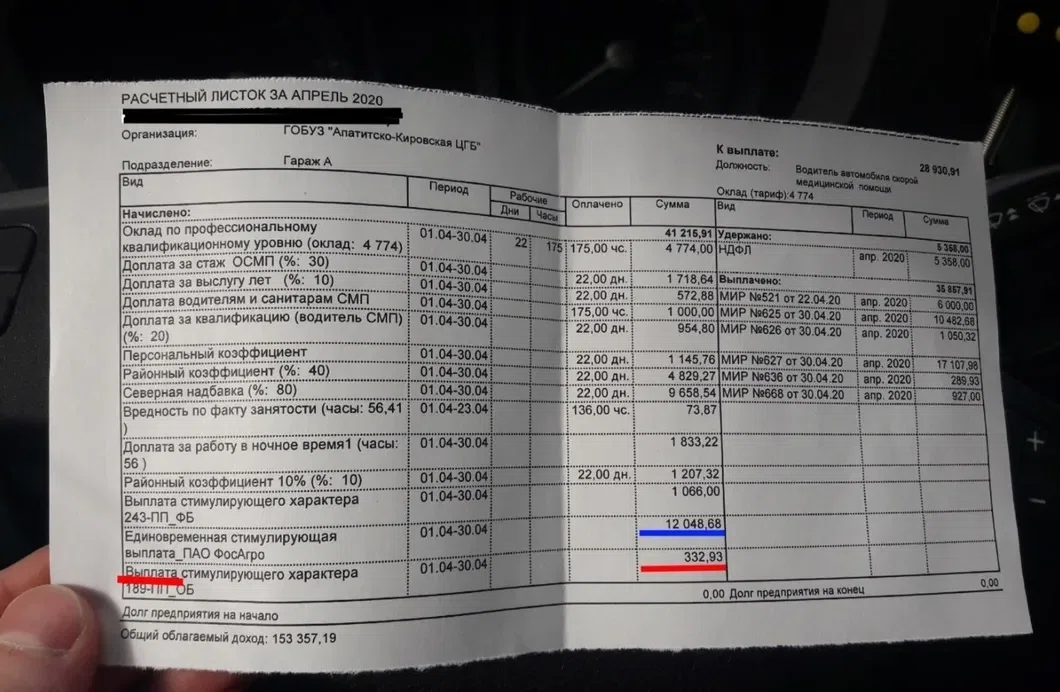 РАСЧЕТНЫЙ ЛИСТОК ЗА АПРЕЛЬ 2020
Организация: ГОБУЗ "Апатитско-Кировская ЦГБ"
Подразделение: Гараж А
К выплате: 28 930,91
Должность: Водитель автомобиля скорой
медицинской помощи
Оклад (тариф):4 774
Вид Период Рабочие Оплачено Сумма Вид Период Сумма
Дни Часы
Начислено: 41 215,91 Удержано: 5 358,00
Оклад по профессиональному
квалификационному уровню (оклад: 4 774) 01.04-30.04 22 175 175,00 чс. 4 774,00 НДФЛ апр. 2020 5 358,00
Доплата за стаж ОСМП (%: 30) 01.04-30.04 22,00 дн. 1 718,64 Выплачено: 35 857,91
Доплата за выслугу лет (%: 10) 01.04-30.04 22,00 дн. 572,88 МИР №521 от 22.04.20 апр. 2020 6 000,00
Доплата водителям и санитарам СМП 01.04-30.04 175,00 чс. 1 000,00 МИР №625 от 30.04.20 апр. 2020 10 482,68
Доплата за квалификацию (водитель СМП)
(%: 20) 01.04-30.04 22,00 дн. 954,80 МИР №626 от 30.04.20 апр. 2020 1 050,32
Персональный коэффициент 01.04-30.04 22,00 дн. 1 145,76 МИР №627 от 30.04.20 апр. 2020 17 107,98
Районный коэффициент (%: 40) 01.04-30.04 22,00 дн. 4 829,27 МИР №636 от 30.04.20 апр. 2020 289,93
Северная надбавка (%: 80) 01.04-30.04 22,00 дн. 9 658,54 МИР №668 от 30.04.20 апр. 2020 927,00
Вредность по факту занятости (часы: 56,41
) 01.04-23.04 136,00 чс. 73,87
Доплата за работу в ночное время1 (часы:
56 ) 01.04-30.04 1 833,22
Районный коэффициент 10% (%: 10) 01.04-30.04 22,00 дн. 1 207,32
Выплата стимулирующего характера
243-ПП_ФБ 01.04-30.04 1 066,00
Единовременная стимулирующая
выплата_ПАО ФосАгро 01.04-30.04 12 048,68
Выплата стимулирующего характера
189-ПП_ОБ 01.04-30.04 332,93
Долг предприятия на начало 0,00 Долг предприятия на конец 0,00
Общий облагаемый доход: 153 357,19